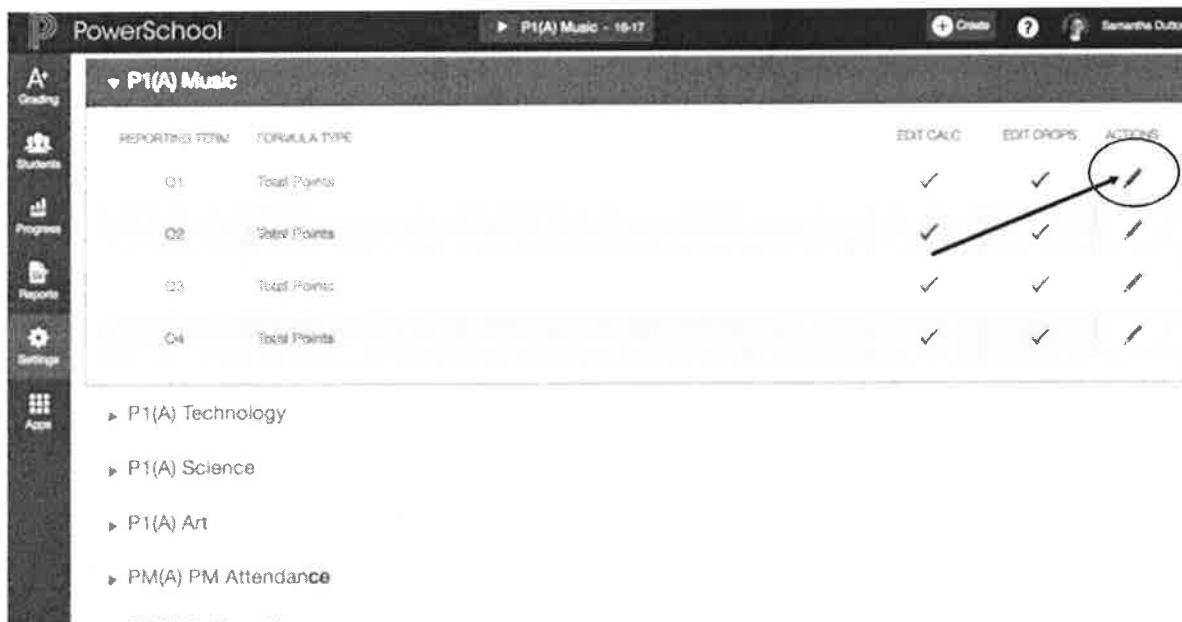 PowerSchool
P1(A) Music - 16-17
Create
?
Samantha Dutto
A+
Grading
Students
Progress
Reports
Settings
Apps
P1(A) Music
REPORTING TERM FORMULA TYPE EDIT CALC EDIT DROPS ACTIONS
Q1 Total Points
Q2 Total Points
Q3 Total Points
Q4 Total Points
P1(A) Technology
P1(A) Science
P1(A) Art
PM(A) PM Attendance